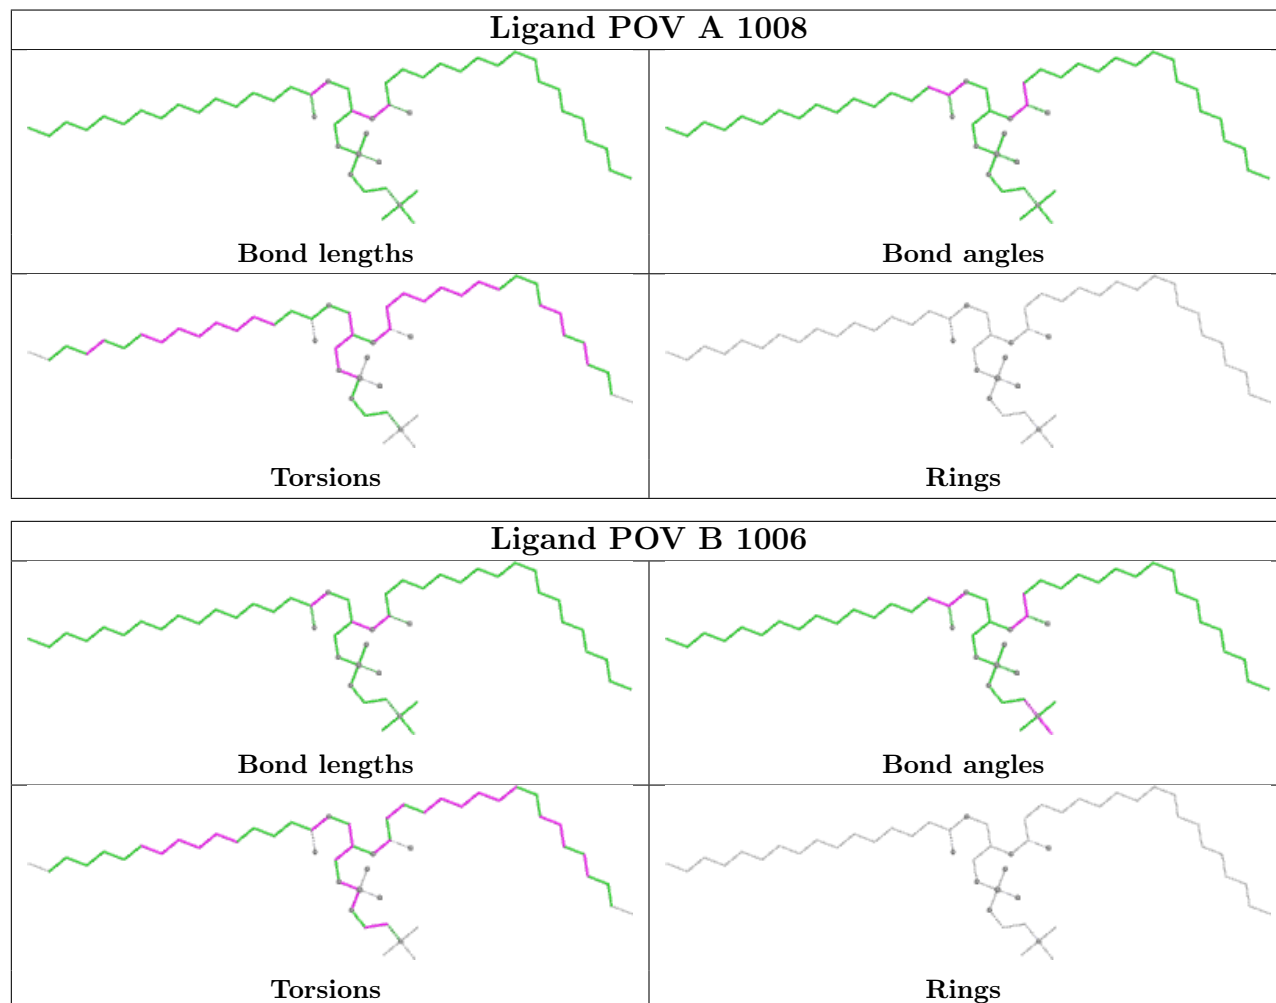 Ligand POV A 1008
Bond lengths
Bond angles
Torsions
Rings
Ligand POV B 1006
Bond lengths
Bond angles
Torsions
Rings